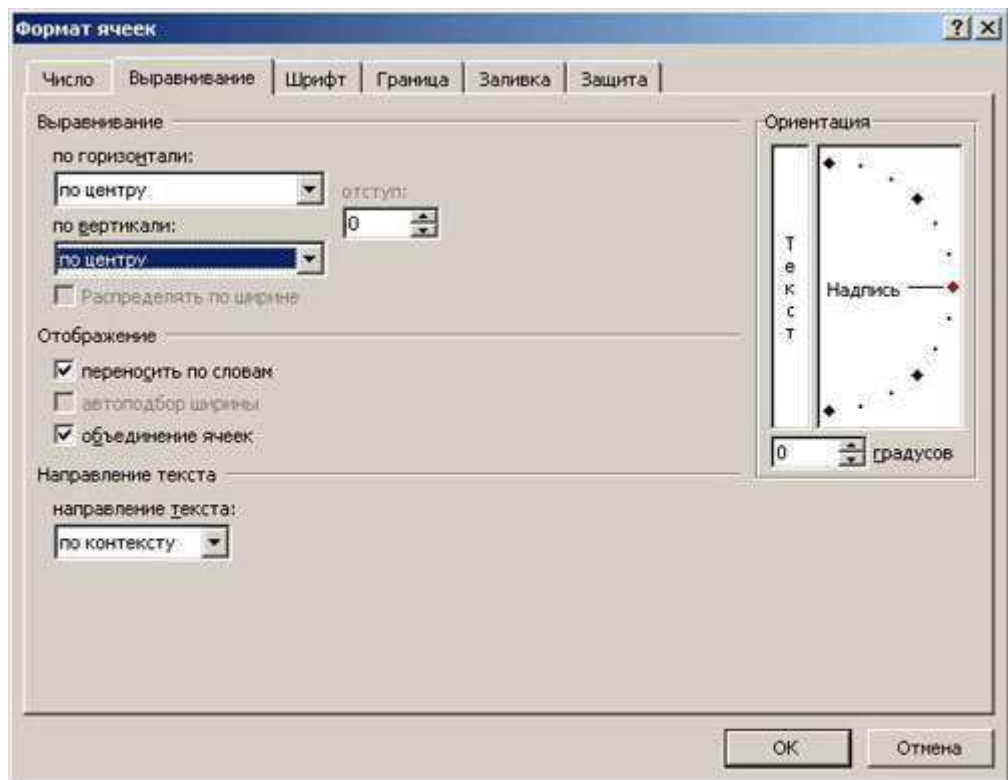 Формат ячеек
Число Выравнивание Шрифт Граница Заливка Защита
Выравнивание
по горизонтали:
по центру
отступ:
0
по вертикали:
по центру
Распределять по ширине
Отображение
переносить по словам
автоподбор ширины
объединение ячеек
Направление текста
направление текста:
по контексту
Ориентация
Текст
Надпись
0 градусов
ОК Отмена